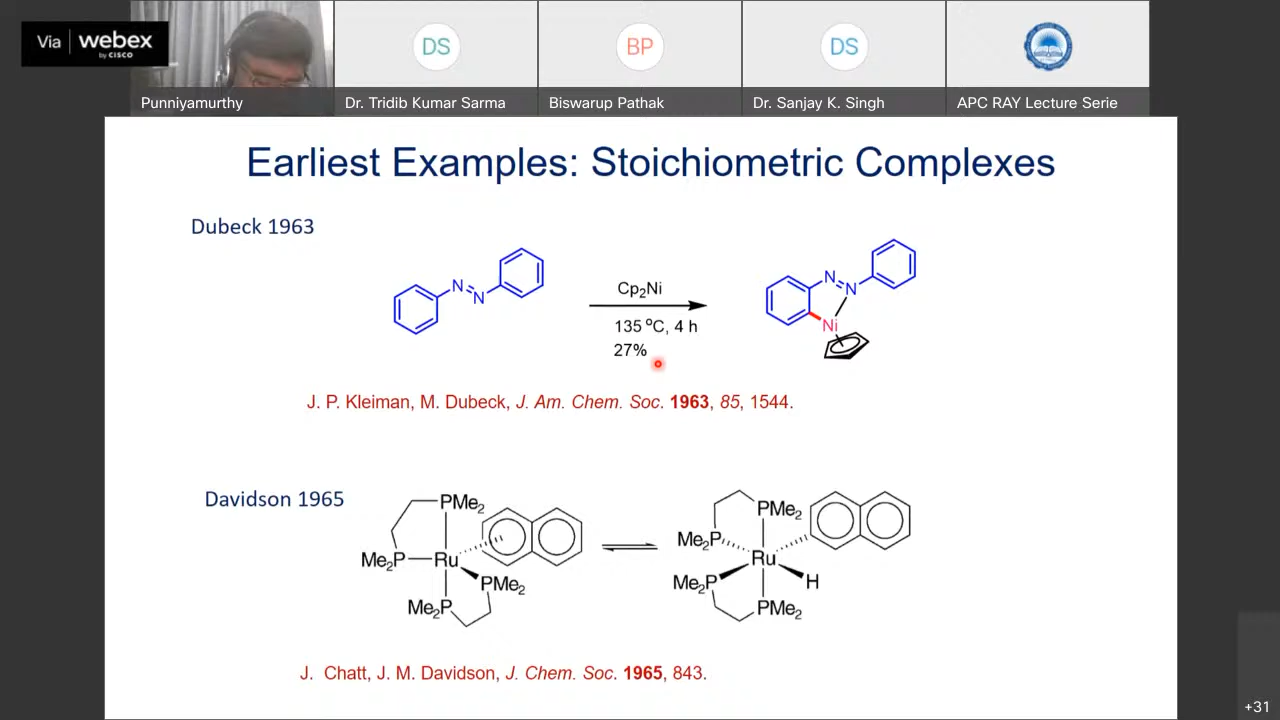 Via webex
by CISCO
DS
BP
DS
Punniyamurthy
Dr. Tridib Kumar Sarma
Biswarup Pathak
Dr. Sanjay K. Singh
APC RAY Lecture Serie
Earliest Examples: Stoichiometric Complexes
Dubeck 1963
N
N
Cp₂Ni
135 °C, 4 h
27%
N
N
Ni
J. P. Kleiman, M. Dubeck, J. Am. Chem. Soc. 1963, 85, 1544.
Davidson 1965
PMe₂
Me₂P
Ru
PMe₂
Me₂P
PMe₂
Me₂P
Ru
Me₂P
H
PMe₂
J. Chatt, J. M. Davidson, J. Chem. Soc. 1965, 843.
+31